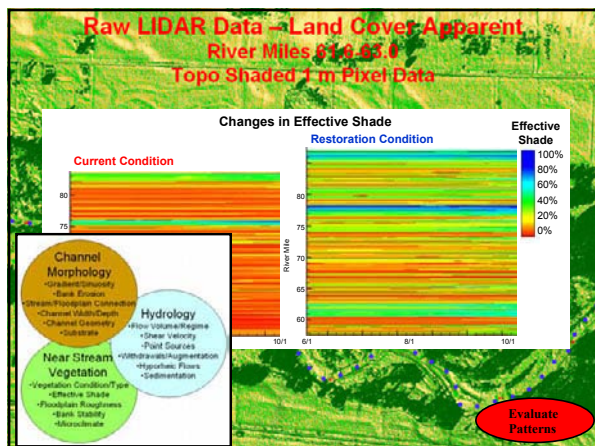 Raw LIDAR Data – Land Cover Apparent
River Miles 61.6-63.0
Topo Shaded 1 m Pixel Data
Changes in Effective Shade
Current Condition
Restoration Condition
Effective
Shade
100%
80%
60%
40%
20%
0%
80
75
10/1
River Mile
80
75
70
65
60
6/1
8/1
10/1
Channel
Morphology
•Gradient/Sinuosity
•Bank Erosion
•Stream/Floodplain Connection
•Channel Width/Depth
•Channel Geometry
•Substrate
Hydrology
•Flow Volume/Regime
•Shear Velocity
•Point Sources
•Withdrawals/Augmentation
•Hyporheic Flows
•Sedimentation
Near Stream
Vegetation
•Vegetation Condition/Type
•Effective Shade
•Floodplain Roughness
•Bank Stability
•Microclimate
Evaluate
Patterns